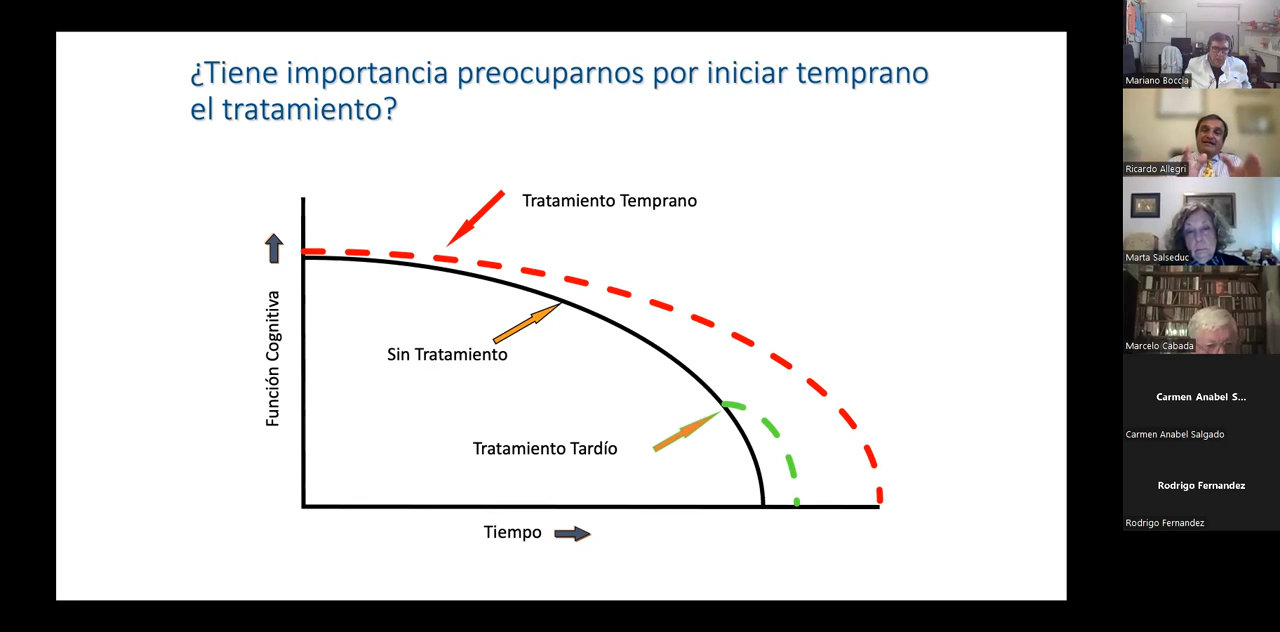 ¿Tiene importancia preocuparnos por iniciar temprano
el tratamiento?
Tratamiento Temprano
Función Cognitiva
Sin Tratamiento
Tratamiento Tardío
Tiempo
Mariano Boccia
Ricardo Allegri
Marta Salseduc
Marcelo Cabada
Carmen Anabel S...
Carmen Anabel Salgado
Rodrigo Fernandez
Rodrigo Fernandez